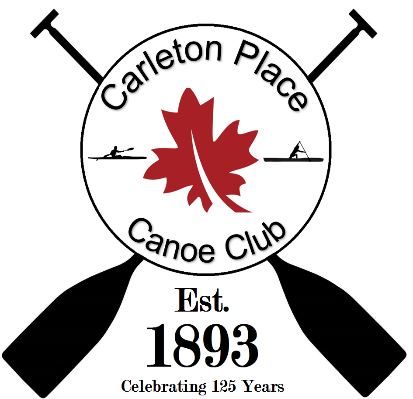 Carleton Place
Canoe Club
Est.
1893
Celebrating 125 Years